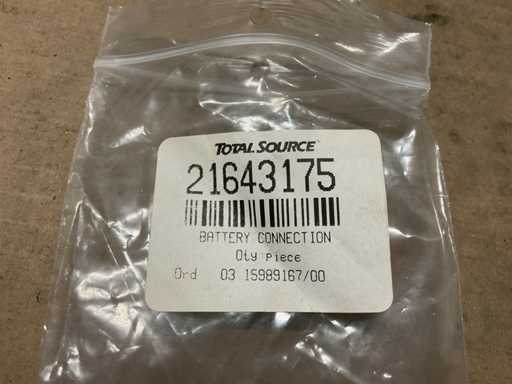 TOTAL SOURCE
21643175
BATTERY CONNECTION
Qty Piece
Ord 03 15989167/00